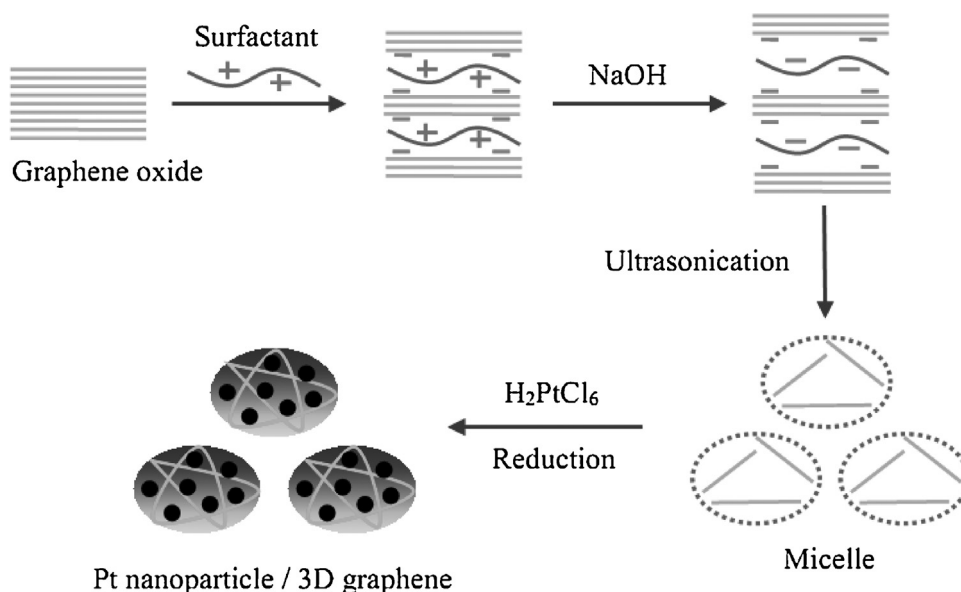 Surfactant
NaOH
Graphene oxide
Ultrasonication
H₂PtCl₆
Reduction
Micelle
Pt nanoparticle / 3D graphene